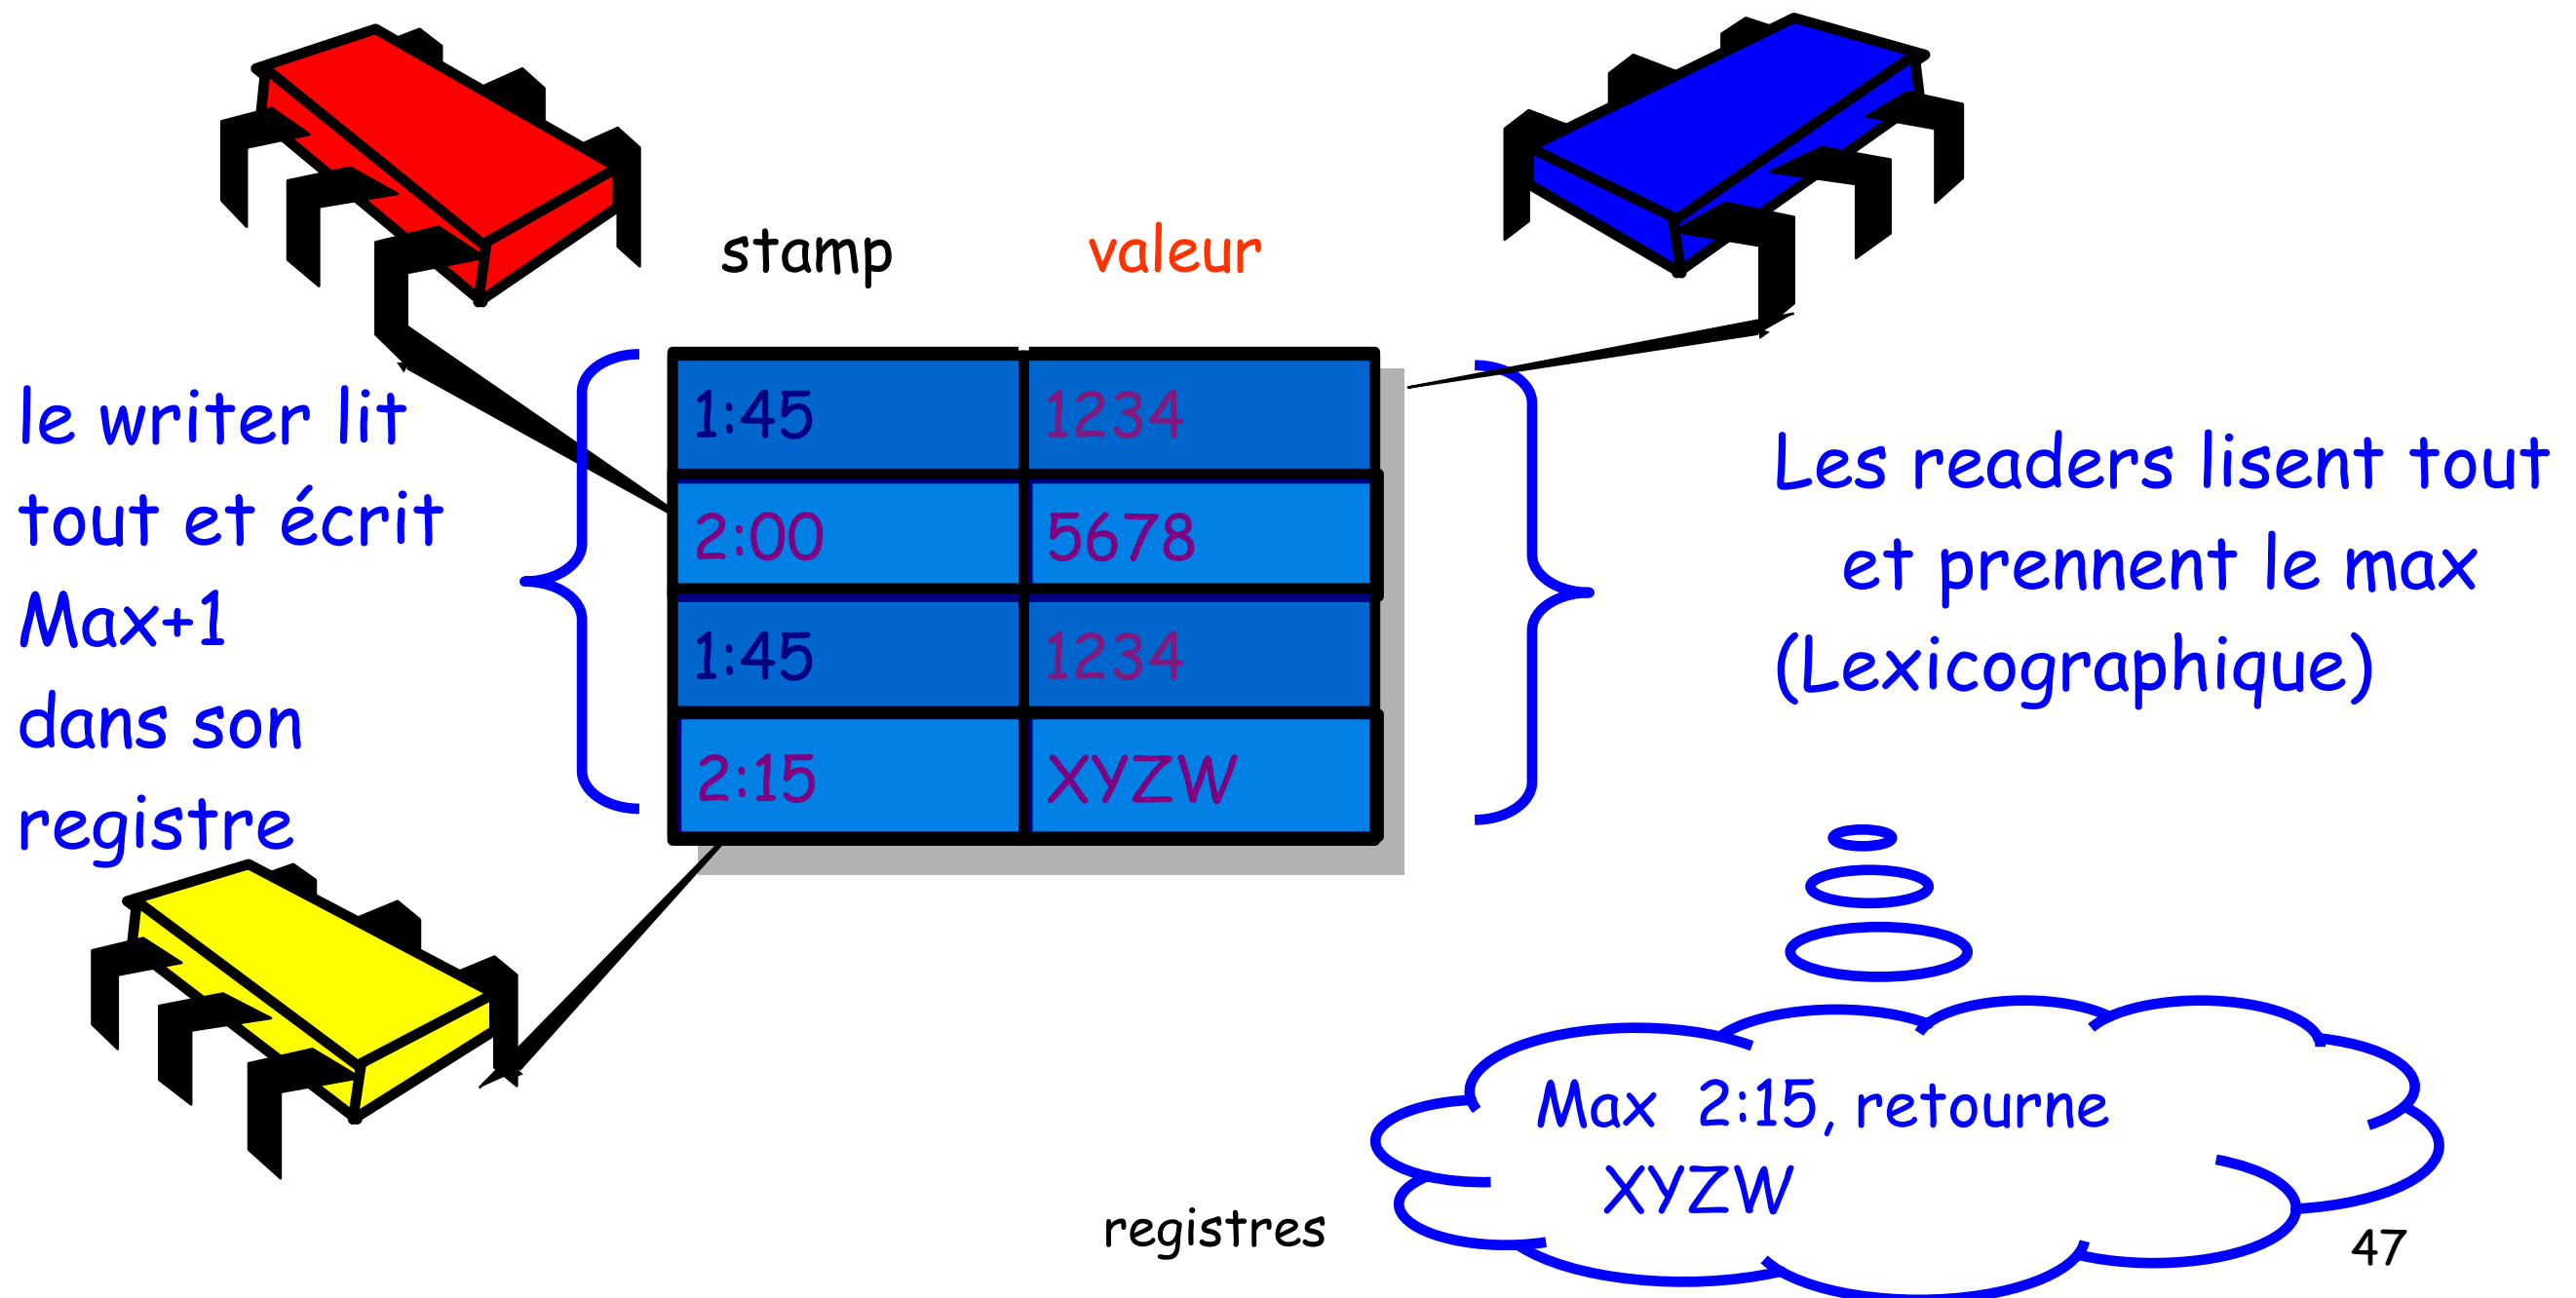 stamp valeur
le writer lit
tout et écrit
Max+1
dans son
registre
1:45 1234
2:00 5678
1:45 1234
2:15 XYZW
Les readers lisent tout
et prennent le max
(Lexicographique)
Max 2:15, retourne
XYZW
registres
47